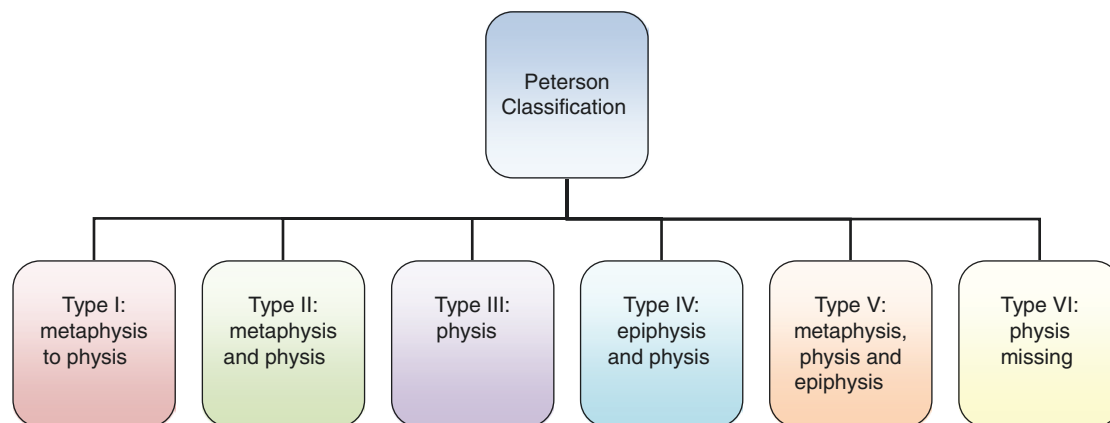 Peterson
Classification
Type I:
metaphysis
to physis
Type II:
metaphysis
and physis
Type III:
physis
Type IV:
epiphysis
and physis
Type V:
metaphysis,
physis and
epiphysis
Type VI:
physis
missing